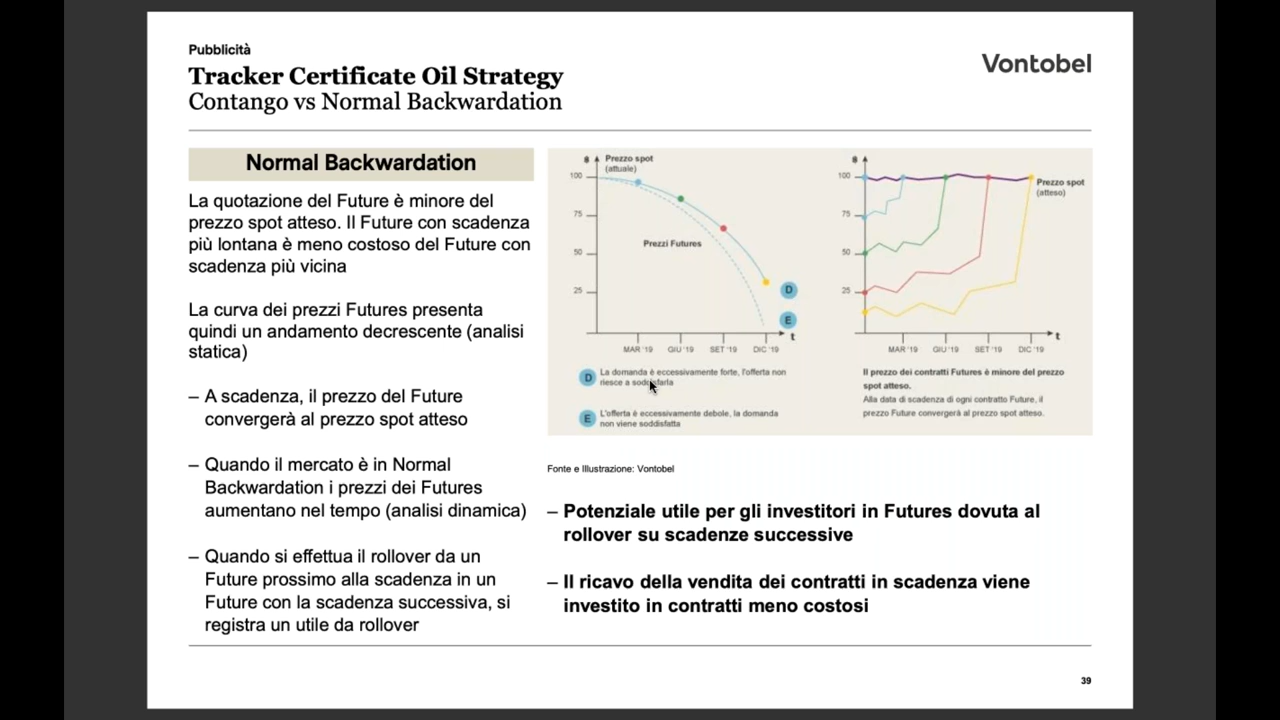 Pubblicità
Tracker Certificate Oil Strategy
Contango vs Normal Backwardation
Vontobel
Normal Backwardation
La quotazione del Future è minore del
prezzo spot atteso. Il Future con scadenza
più lontana è meno costoso del Future con
scadenza più vicina
La curva dei prezzi Futures presenta
quindi un andamento decrescente (analisi
statica)
– A scadenza, il prezzo del Future
convergerà al prezzo spot atteso
– Quando il mercato è in Normal
Backwardation i prezzi dei Futures
aumentano nel tempo (analisi dinamica)
– Quando si effettua il rollover da un
Future prossimo alla scadenza in un
Future con la scadenza successiva, si
registra un utile da rollover
$
Prezzo spot
(attuale)
100
75
50
25
Prezzi Futures
D
E
t
MAR '19 GIU '19 SET '19 DIC '19
D La domanda è eccessivamente forte, l'offerta non
riesce a soddisfarla
E L'offerta è eccessivamente debole, la domanda
non viene soddisfatta
$
100
75
50
25
Prezzo spot
(atteso)
t
MAR '19 GIU '19 SET '19 DIC '19
Il prezzo dei contratti Futures è minore del prezzo
spot atteso.
Alla data di scadenza di ogni contratto Future, il
prezzo Future convergerà al prezzo spot atteso.
Fonte e Illustrazione: Vontobel
– Potenziale utile per gli investitori in Futures dovuta al
rollover su scadenze successive
– Il ricavo della vendita dei contratti in scadenza viene
investito in contratti meno costosi
39